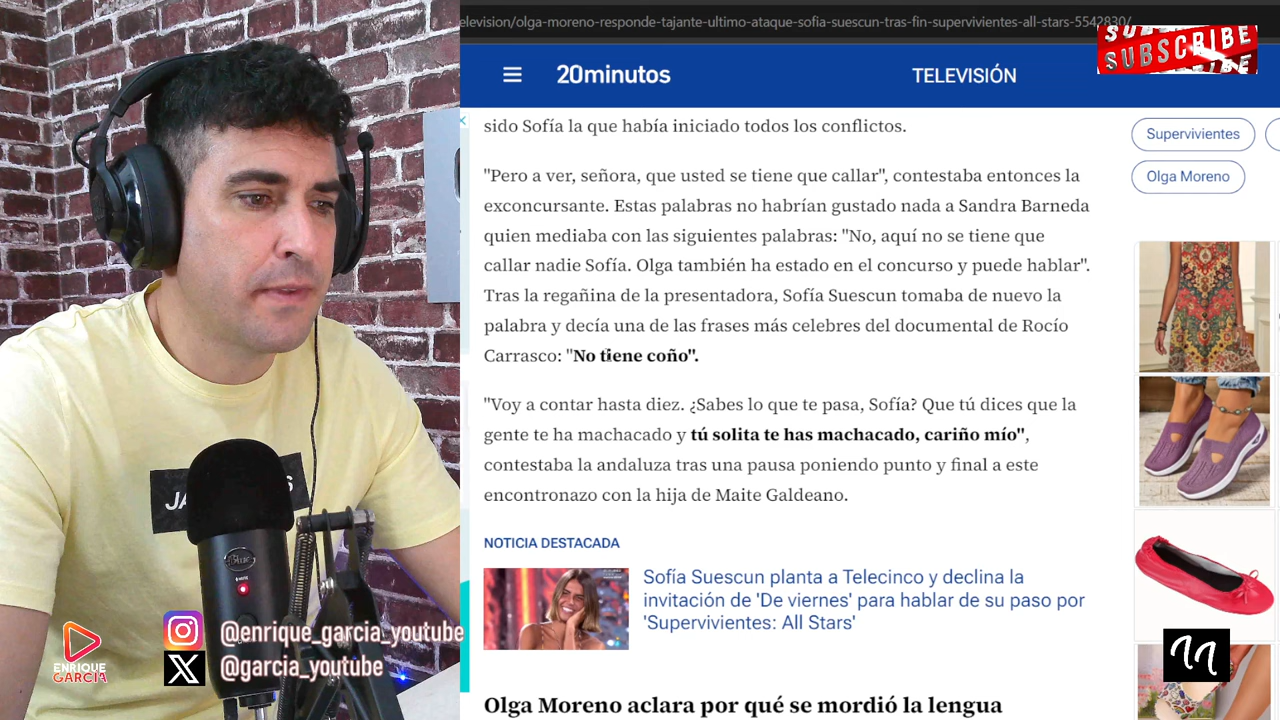 elevision/olga-moreno-responde-tajante-ultimo-ataque-sofia-suescun-tras-fin-supervivientes-all-stars-5542830/
SUBSCRIBE
20minutos
TELEVISIÓN
sido Sofía la que había iniciado todos los conflictos.
"Pero a ver, señora, que usted se tiene que callar", contestaba entonces la
exconcursante. Estas palabras no habrían gustado nada a Sandra Barneda
quien mediaba con las siguientes palabras: "No, aquí no se tiene que
callar nadie Sofía. Olga también ha estado en el concurso y puede hablar".
Tras la regañina de la presentadora, Sofía Suescun tomaba de nuevo la
palabra y decía una de las frases más celebres del documental de Rocío
Carrasco: "No tiene coño".
"Voy a contar hasta diez. ¿Sabes lo que te pasa, Sofía? Que tú dices que la
gente te ha machacado y tú solita te has machacado, cariño mío",
contestaba la andaluza tras una pausa poniendo punto y final a este
encontronazo con la hija de Maite Galdeano.
NOTICIA DESTACADA
Sofía Suescun planta a Telecinco y declina la
invitación de 'De viernes' para hablar de su paso por
'Supervivientes: All Stars'
Olga Moreno aclara por qué se mordió la lengua
Supervivientes
Olga Moreno
JA
S
Blue
ENRIQUE
GARCIA
@enrique_garcia_youtube
@garcia_youtube